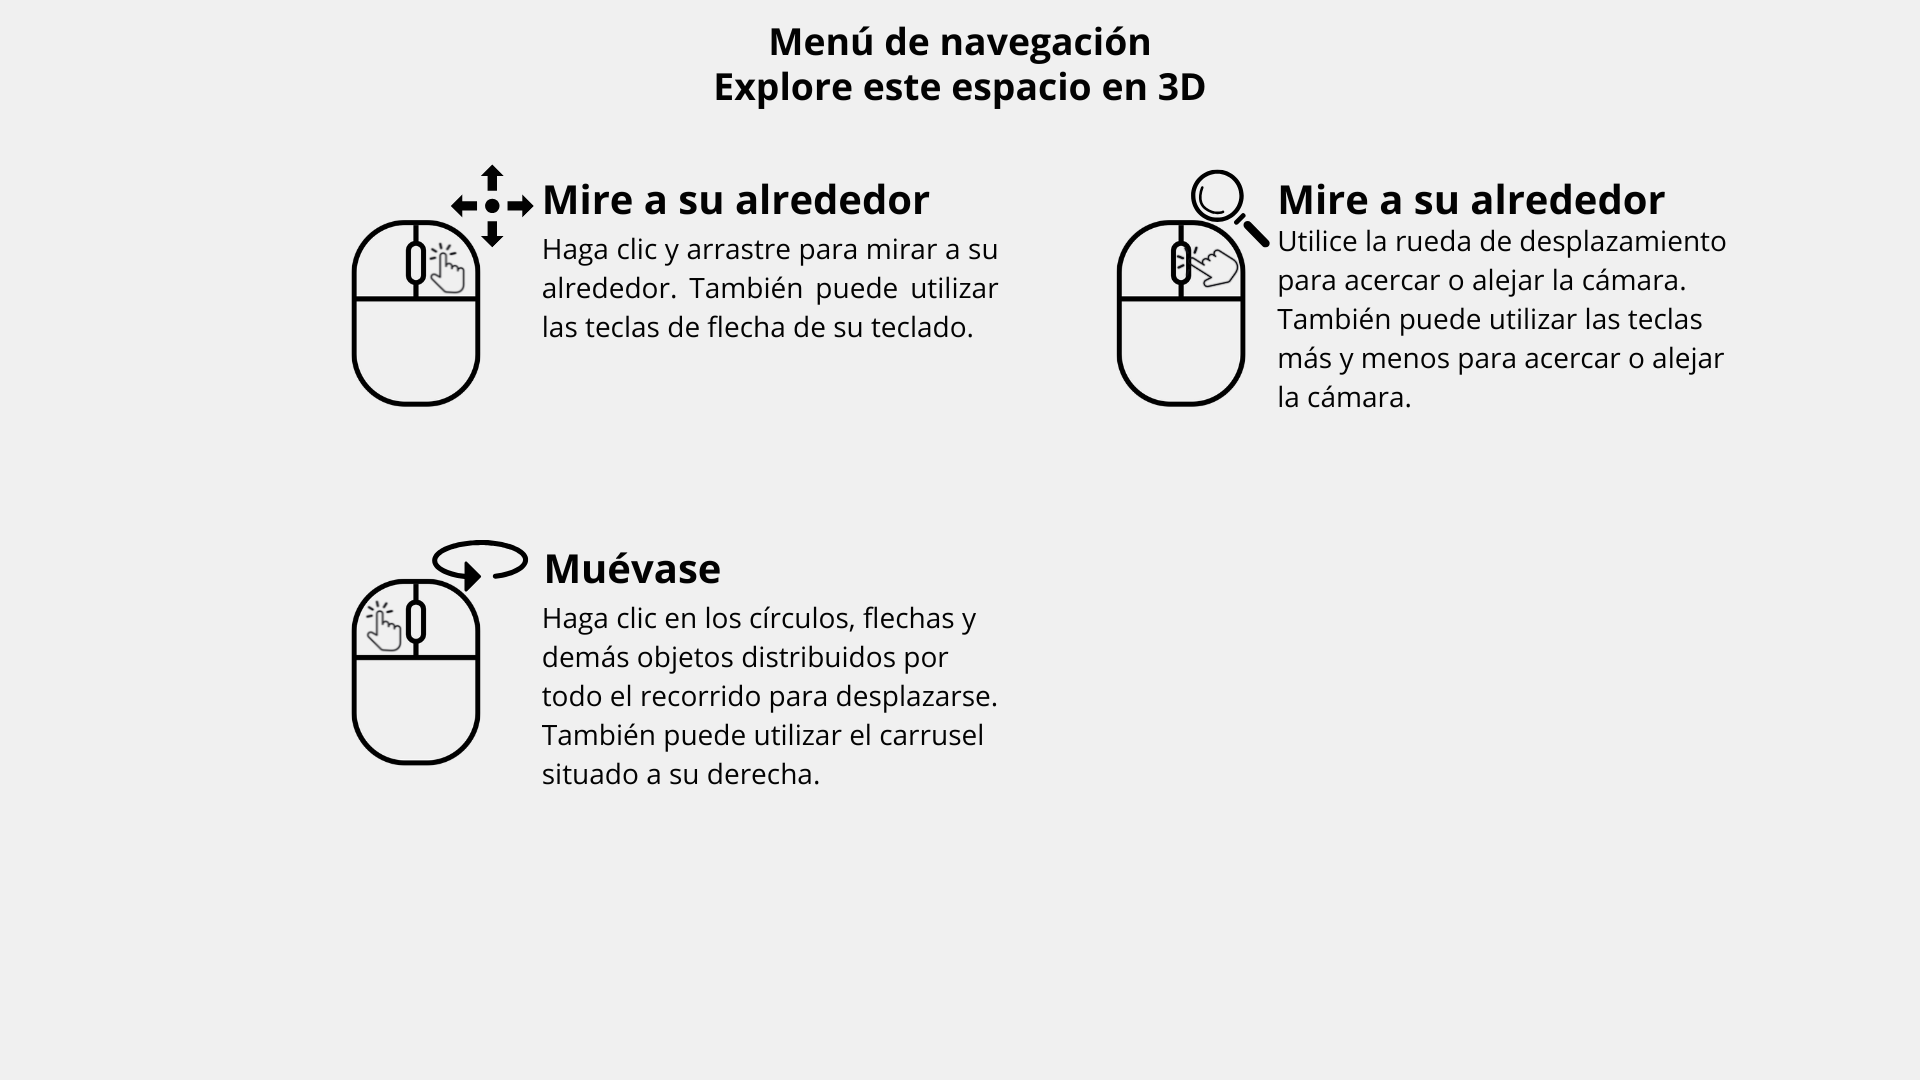 Menú de navegación
Explore este espacio en 3D
Mire a su alrededor
Haga clic y arrastre para mirar a su
alrededor. También puede utilizar
las teclas de flecha de su teclado.
Mire a su alrededor
Utilice la rueda de desplazamiento
para acercar o alejar la cámara.
También puede utilizar las teclas
más y menos para acercar o alejar
la cámara.
Muévase
Haga clic en los círculos, flechas y
demás objetos distribuidos por
todo el recorrido para desplazarse.
También puede utilizar el carrusel
situado a su derecha.